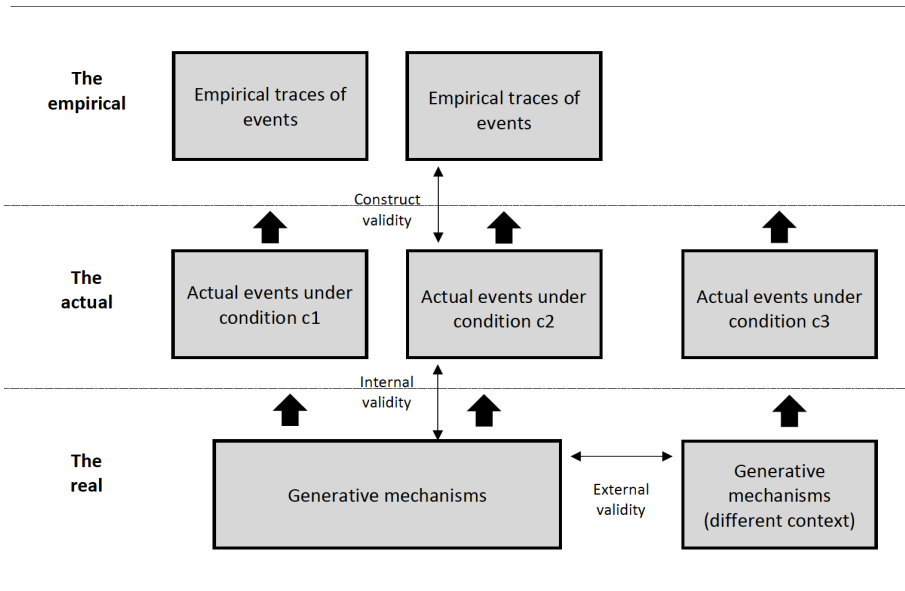 The
empirical
Empirical traces of
events
Empirical traces of
events
Construct
validity
The
actual
Actual events under
condition c1
Actual events under
condition c2
Actual events under
condition c3
Internal
validity
The
real
Generative mechanisms
External
validity
Generative
mechanisms
(different context)